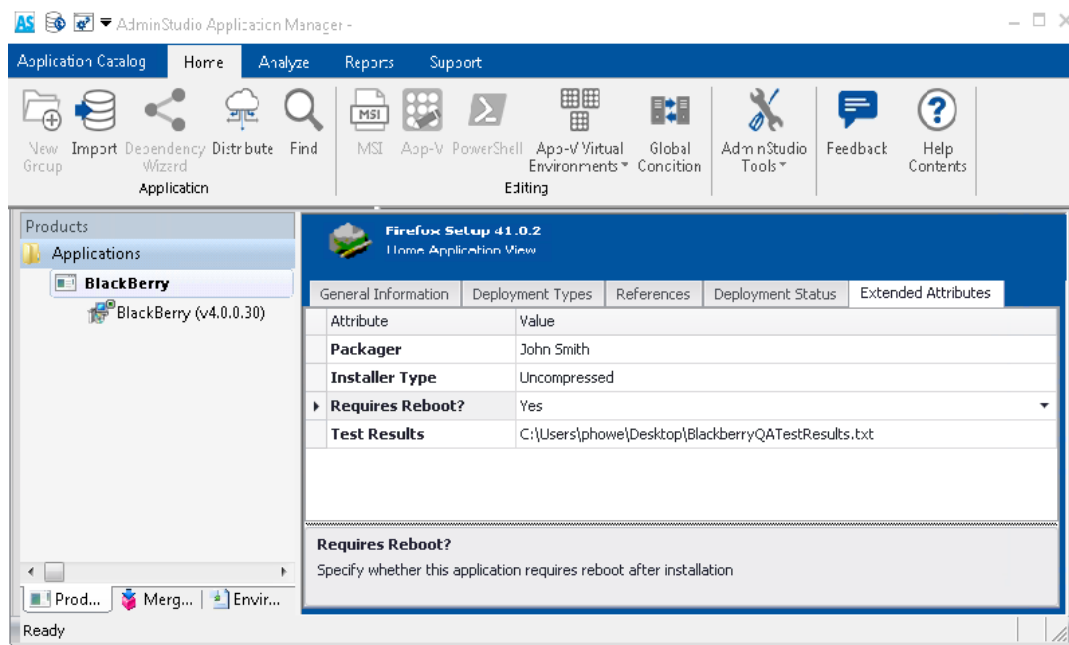 AS AdminStudio Application Manager -
Application Catalog Home Analyze Reports Support
New Group
Import
Dependency Wizard
Distribute
Find
Application
MSI
MSI
App-V
PowerShell
App-V Virtual Environments
Global Condition
Editing
AdminStudio Tools
Feedback
Help Contents
Products
Applications
BlackBerry
BlackBerry (v4.0.0.30)
Prod... Merg... Envir...
Firefox Setup 41.0.2
Home Application View
General Information Deployment Types References Deployment Status Extended Attributes
Attribute Value
Packager John Smith
Installer Type Uncompressed
Requires Reboot? Yes
Test Results C:\Users\phowe\Desktop\BlackberryQATestResults.txt
Requires Reboot?
Specify whether this application requires reboot after installation
Ready